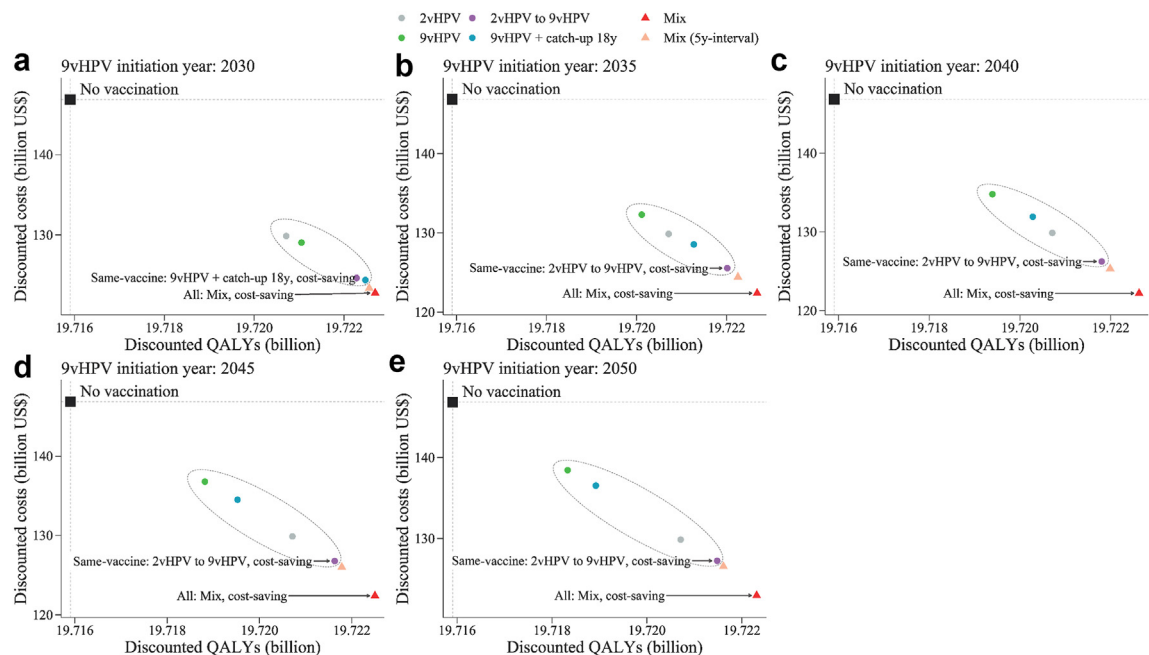 2vHPV
2vHPV to 9vHPV
Mix
9vHPV
9vHPV + catch-up 18y
Mix (5y-interval)
a
9vHPV initiation year: 2030
No vaccination
Discounted costs (billion US$)
140
130
Same-vaccine: 9vHPV + catch-up 18y, cost-saving
All: Mix, cost-saving
19.716
19.718
19.720
19.722
Discounted QALYs (billion)
b
9vHPV initiation year: 2035
No vaccination
Discounted costs (billion US$)
140
130
120
Same-vaccine: 2vHPV to 9vHPV, cost-saving
All: Mix, cost-saving
19.716
19.718
19.720
19.722
Discounted QALYs (billion)
c
9vHPV initiation year: 2040
No vaccination
Discounted costs (billion US$)
140
130
120
Same-vaccine: 2vHPV to 9vHPV, cost-saving
All: Mix, cost-saving
19.716
19.718
19.720
19.722
Discounted QALYs (billion)
d
9vHPV initiation year: 2045
No vaccination
Discounted costs (billion US$)
140
130
120
Same-vaccine: 2vHPV to 9vHPV, cost-saving
All: Mix, cost-saving
19.716
19.718
19.720
19.722
Discounted QALYs (billion)
e
9vHPV initiation year: 2050
No vaccination
Discounted costs (billion US$)
140
130
Same-vaccine: 2vHPV to 9vHPV, cost-saving
All: Mix, cost-saving
19.716
19.718
19.720
19.722
Discounted QALYs (billion)